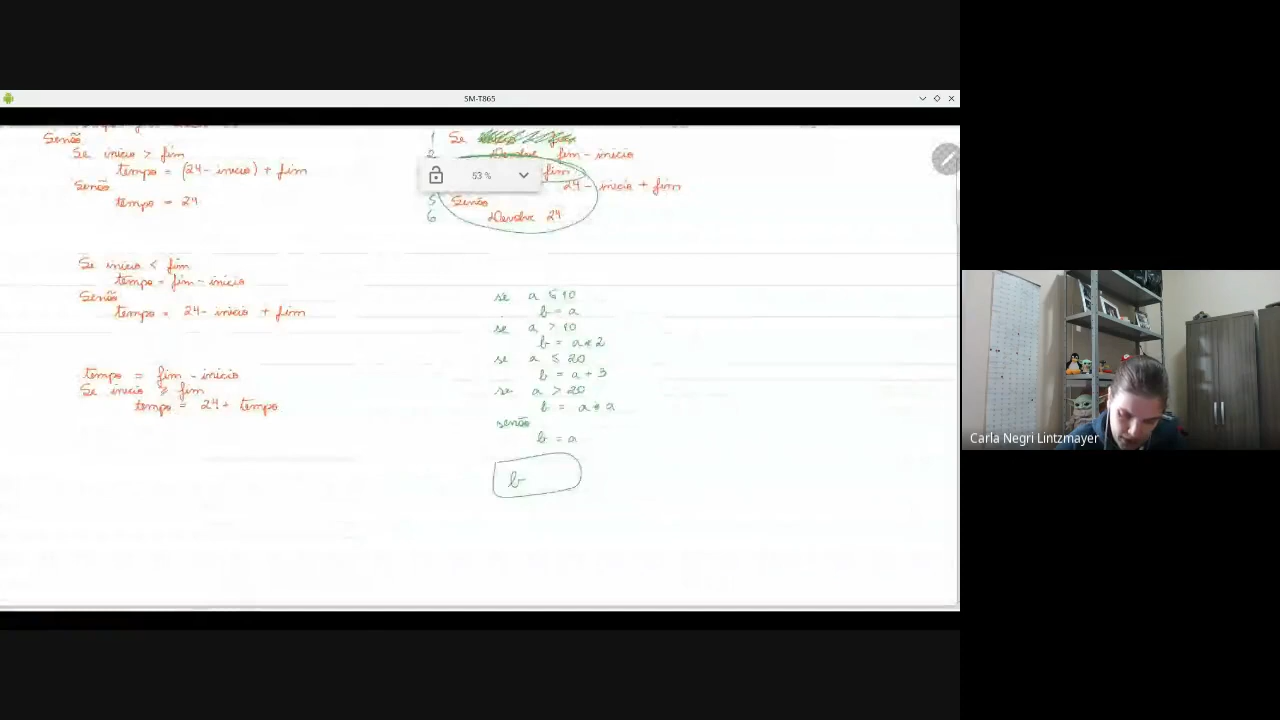 SM-T865
Senão
Se inicio > fim
tempo = (24 - inicio) + fim
Senão
tempo = 24
Se inicio < fim
tempo = fim - inicio
Senão
tempo = 24 - inicio + fim
tempo = fim - inicio
Se inicio ≥ fim
tempo = 24 + tempo
1 Se
2 Devolve fim - inicio
53 %
fim
24 - inicio + fim
5 Senão
6 Devolve 24
se a ≤ 10
b = a
se a > 10
b = a * 2
se a ≤ 20
b = a + 3
se a > 20
b = a * a
senão
b = a
b
Carla Negri Lintzmayer